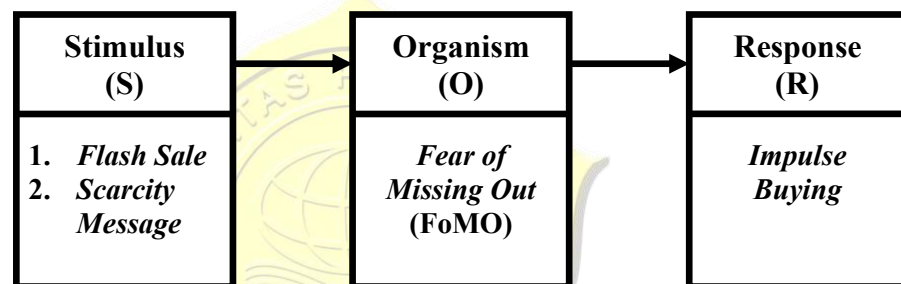 Stimulus
(S)
Organism
(O)
Response
(R)
1. Flash Sale
2. Scarcity
Message
Fear of
Missing Out
(FoMO)
Impulse
Buying